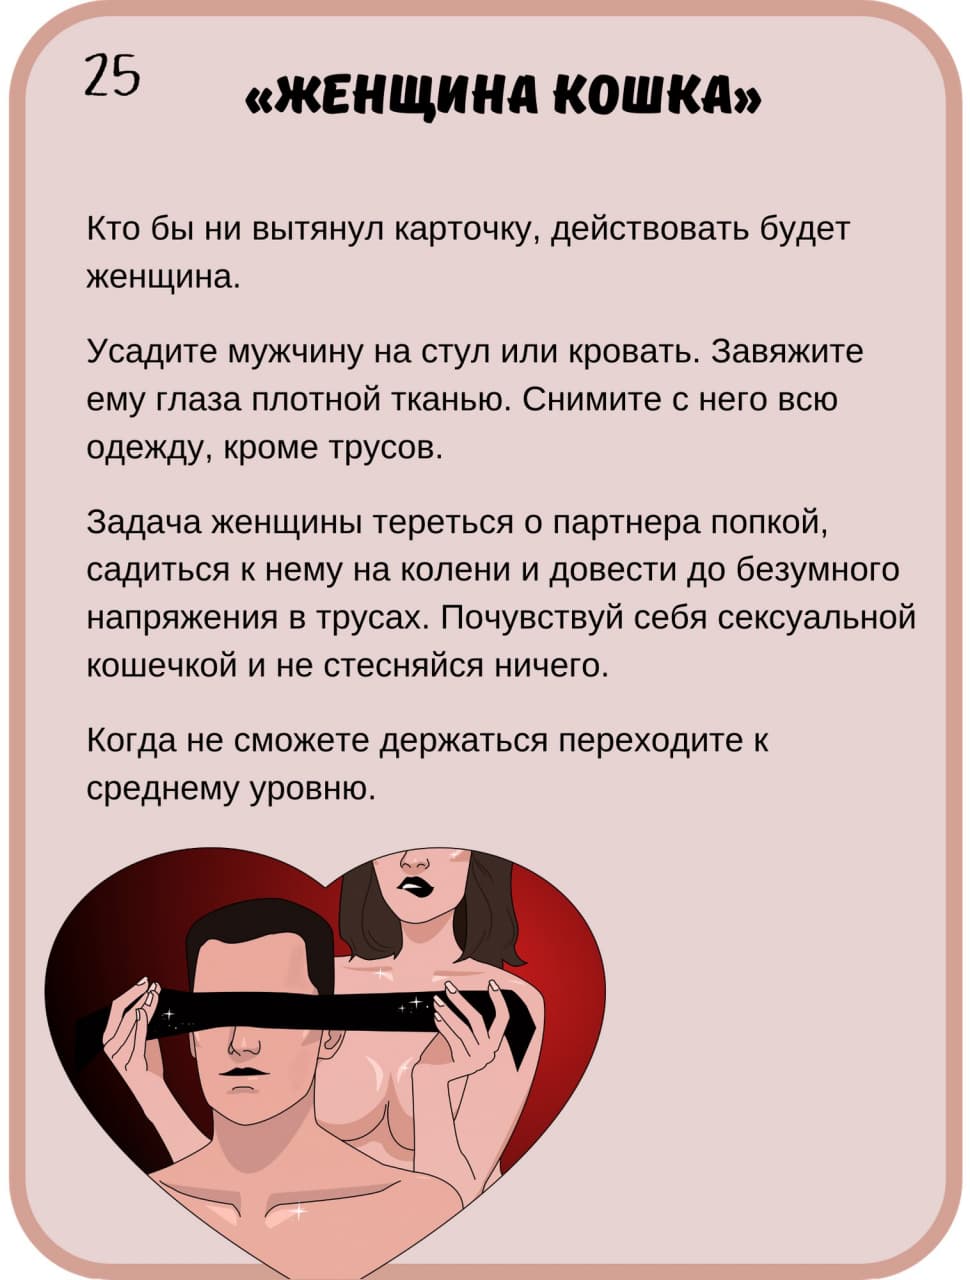 25
«ЖЕНЩИНА КОШКА»
Кто бы ни вытянул карточку, действовать будет
женщина.
Усадите мужчину на стул или кровать. Завяжите
ему глаза плотной тканью. Снимите с него всю
одежду, кроме трусов.
Задача женщины тереться о партнера попкой,
садиться к нему на колени и довести до безумного
напряжения в трусах. Почувствуй себя сексуальной
кошечкой и не стесняйся ничего.
Когда не сможете держаться переходите к
среднему уровню.